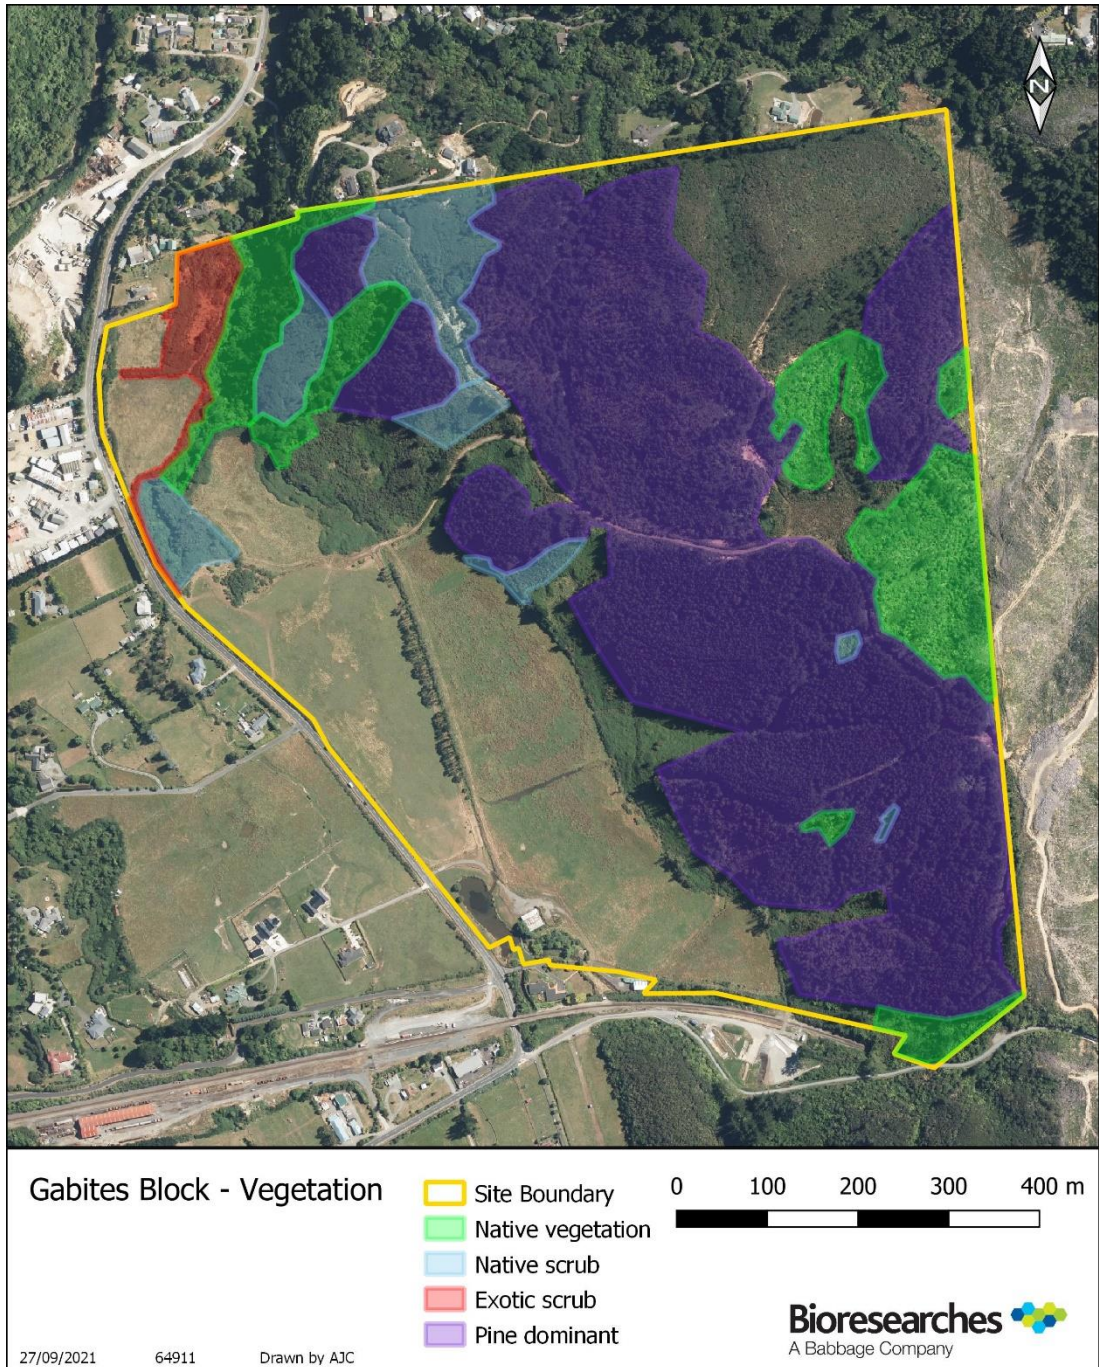 N
Gabites Block - Vegetation
Site Boundary
Native vegetation
Native scrub
Exotic scrub
Pine dominant
0 100 200 300 400 m
Bioresearches
A Babbage Company
27/09/2021 64911 Drawn by AJC